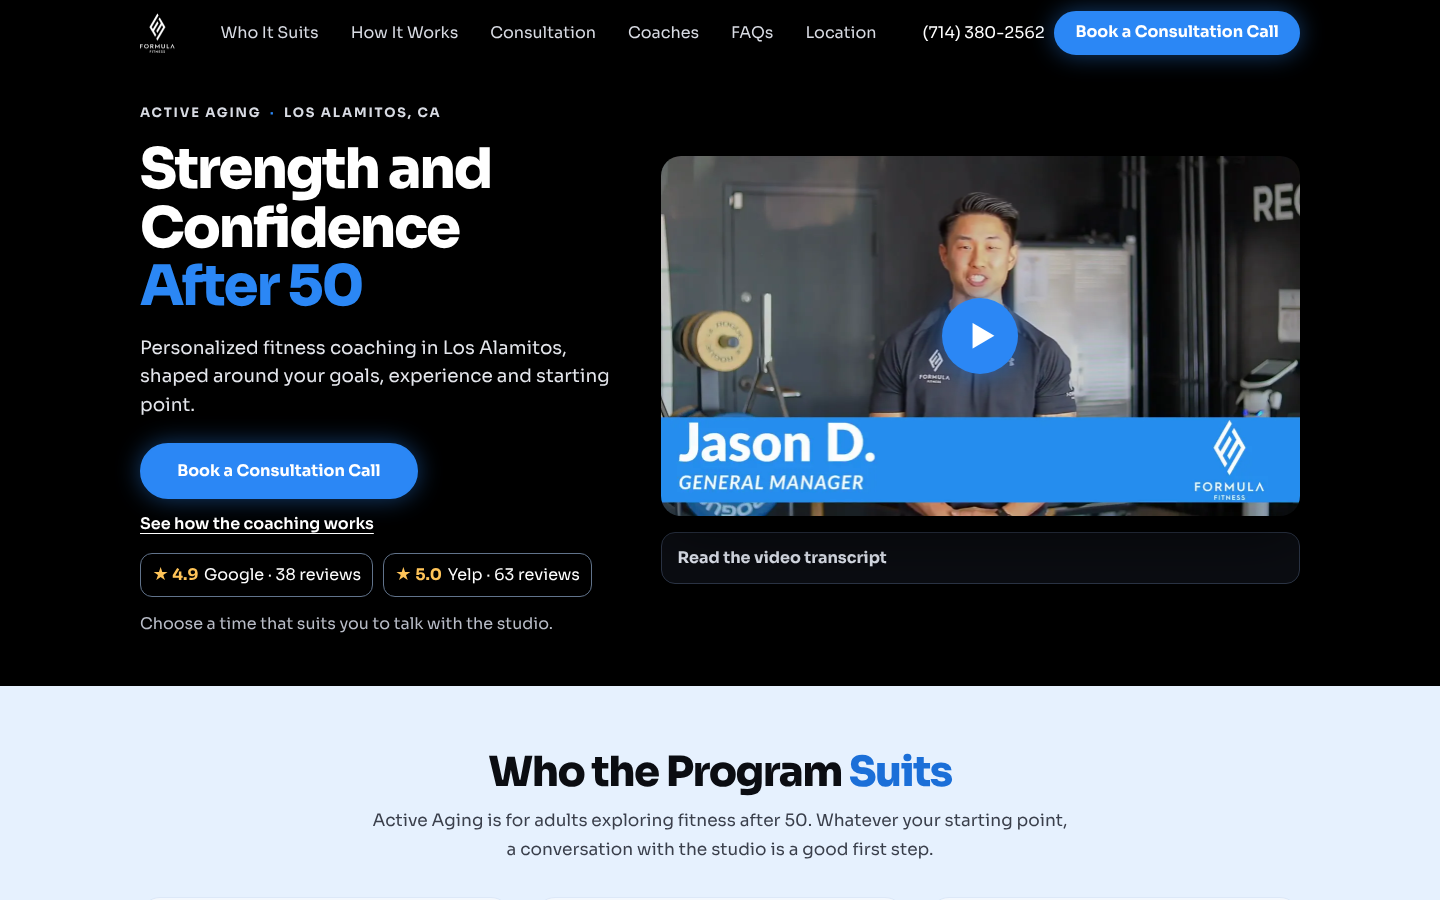 FORMULA
FITNESS
Who It Suits
How It Works
Consultation
Coaches
FAQs
Location
(714) 380-2562
Book a Consultation Call
ACTIVE AGING · LOS ALAMITOS, CA
Strength and
Confidence
After 50
Personalized fitness coaching in Los Alamitos,
shaped around your goals, experience and starting
point.
Book a Consultation Call
See how the coaching works
★ 4.9 Google · 38 reviews
★ 5.0 Yelp · 63 reviews
Choose a time that suits you to talk with the studio.
REC
FORMULA
FITNESS
Jason D.
GENERAL MANAGER
FORMULA
FITNESS
Read the video transcript
Who the Program Suits
Active Aging is for adults exploring fitness after 50. Whatever your starting point,
a conversation with the studio is a good first step.